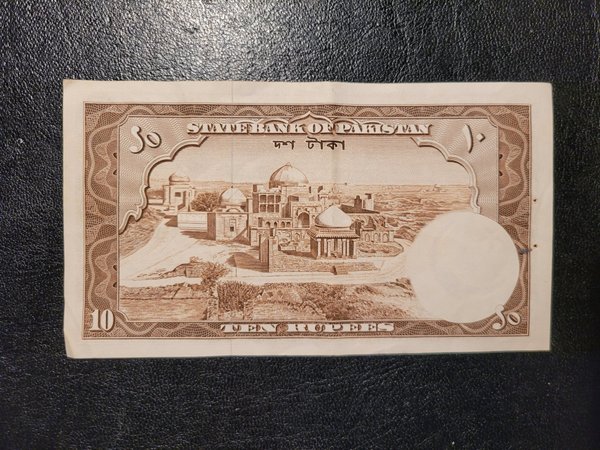 ১০ STATE BANK OF PAKISTAN ۱۰
দশ টাকা
10 TEN RUPEES ১০